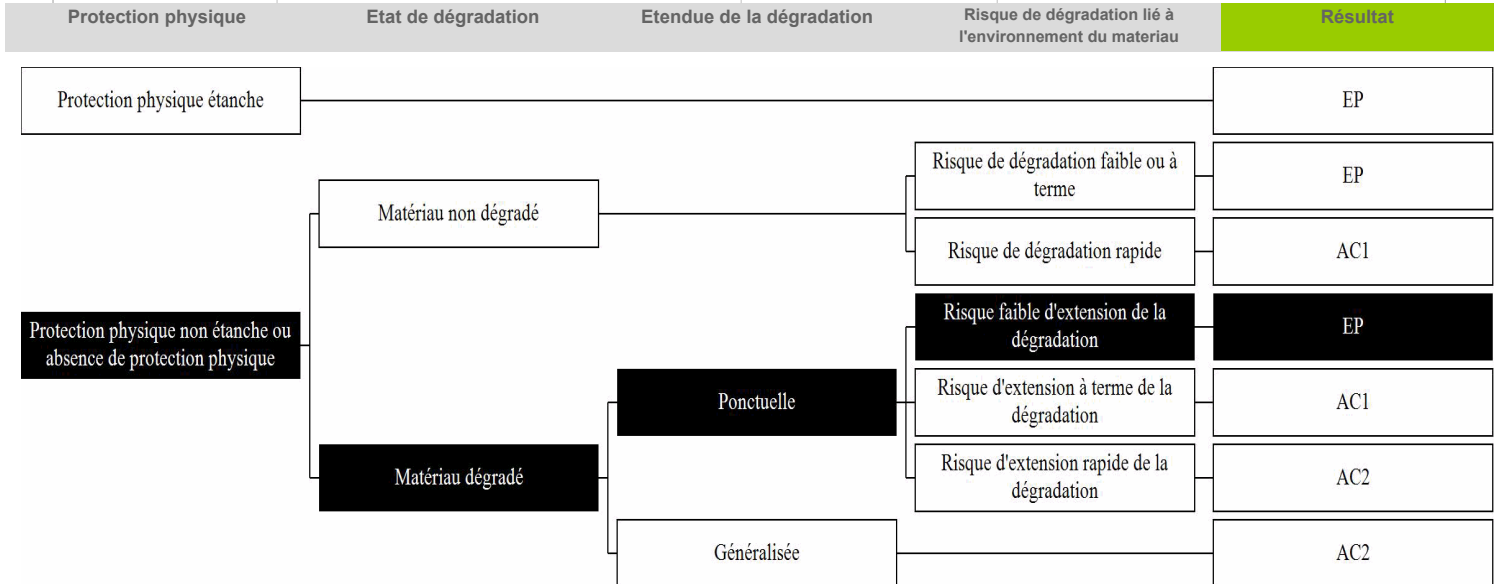 Protection physique
Etat de dégradation
Etendue de la dégradation
Risque de dégradation lié à
l'environnement du materiau
Résultat
Protection physique étanche
EP
Risque de dégradation faible ou à
terme
EP
Matériau non dégradé
Risque de dégradation rapide
AC1
Protection physique non étanche ou
absence de protection physique
Risque faible d'extension de la
dégradation
EP
Ponctuelle
Risque d'extension à terme de la
dégradation
AC1
Matériau dégradé
Risque d'extension rapide de la
dégradation
AC2
Généralisée
AC2